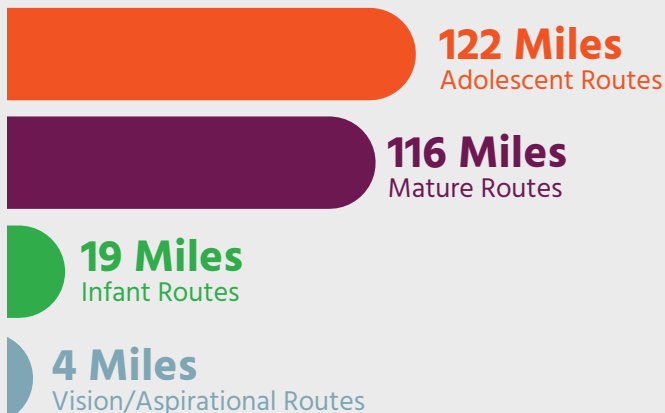 122 Miles
Adolescent Routes
116 Miles
Mature Routes
19 Miles
Infant Routes
4 Miles
Vision/Aspirational Routes